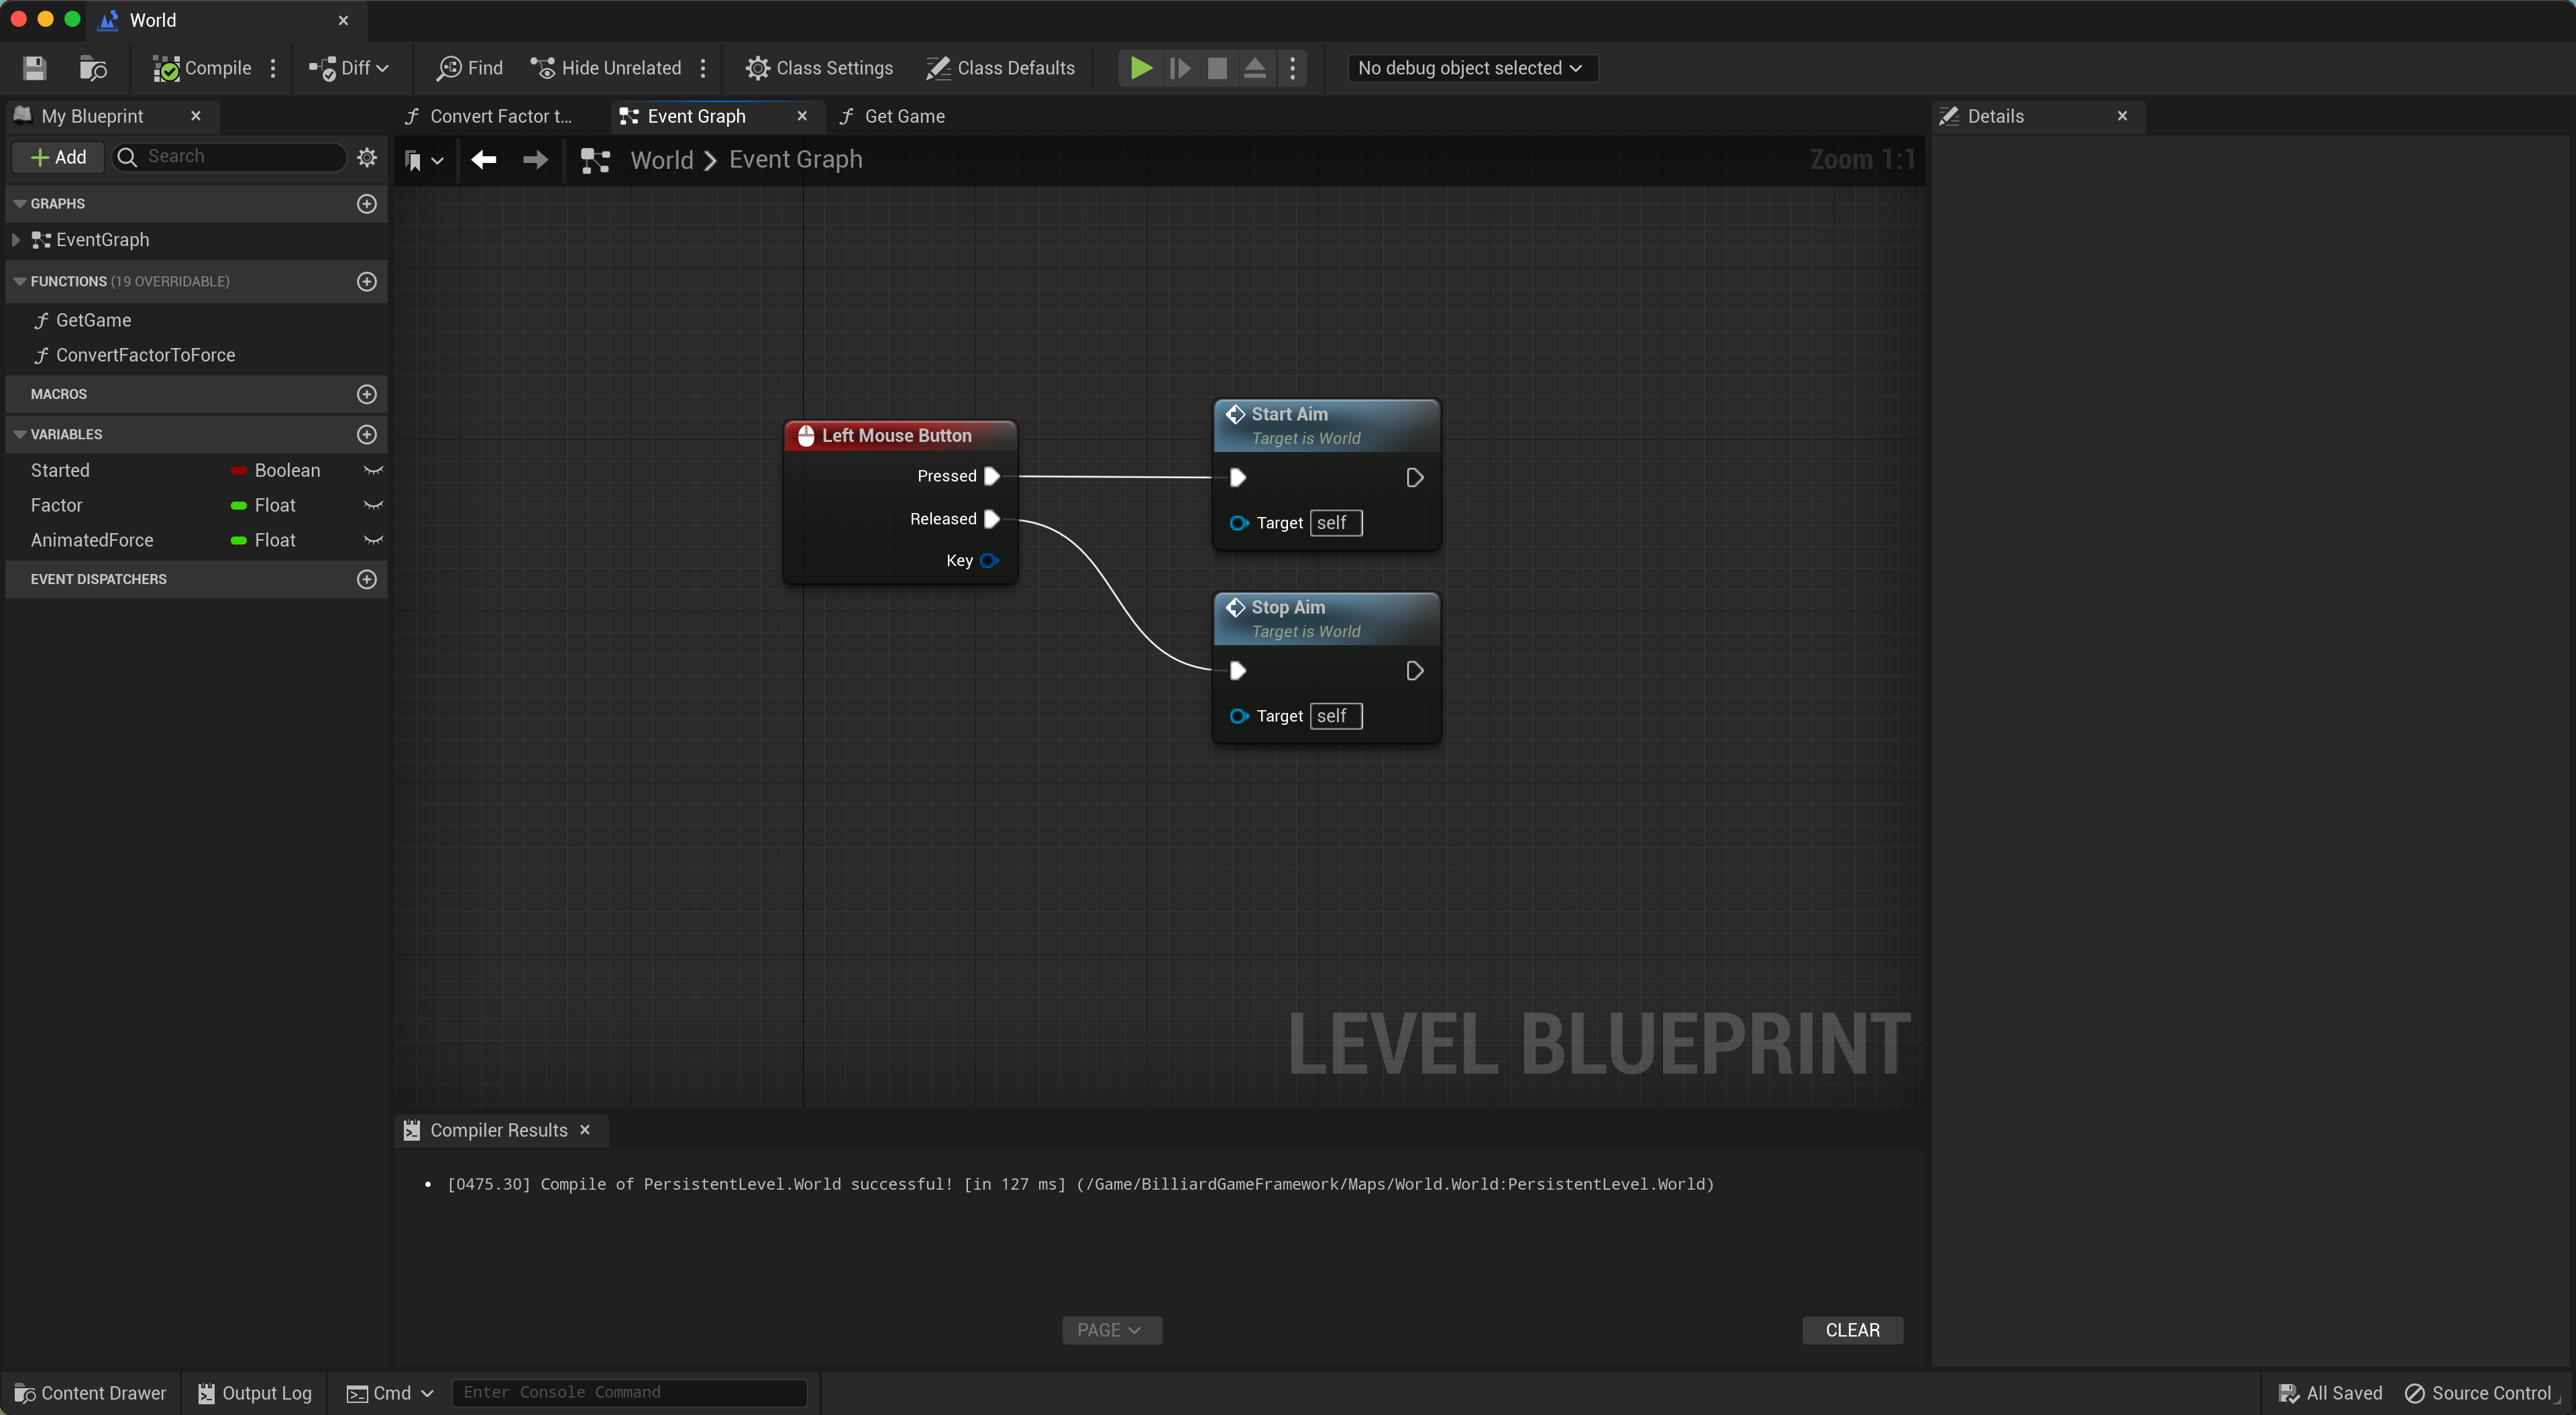 World
Compile
Diff
Find
Hide Unrelated
Class Settings
Class Defaults
No debug object selected
My Blueprint
Convert Factor t...
Event Graph
Get Game
Details
Add
Search
World
Event Graph
Zoom 1:1
GRAPHS
EventGraph
FUNCTIONS (19 OVERRIDABLE)
GetGame
ConvertFactorToForce
MACROS
VARIABLES
Started Boolean
Factor Float
AnimatedForce Float
EVENT DISPATCHERS
Left Mouse Button
Pressed
Released
Key
Start Aim
Target is World
Target self
Stop Aim
Target is World
Target self
LEVEL BLUEPRINT
Compiler Results
• [0475.30] Compile of PersistentLevel.World successful! [in 127 ms] (/Game/BilliardGameFramework/Maps/World.World:PersistentLevel.World)
PAGE
CLEAR
Content Drawer
Output Log
Cmd
Enter Console Command
All Saved
Source Control